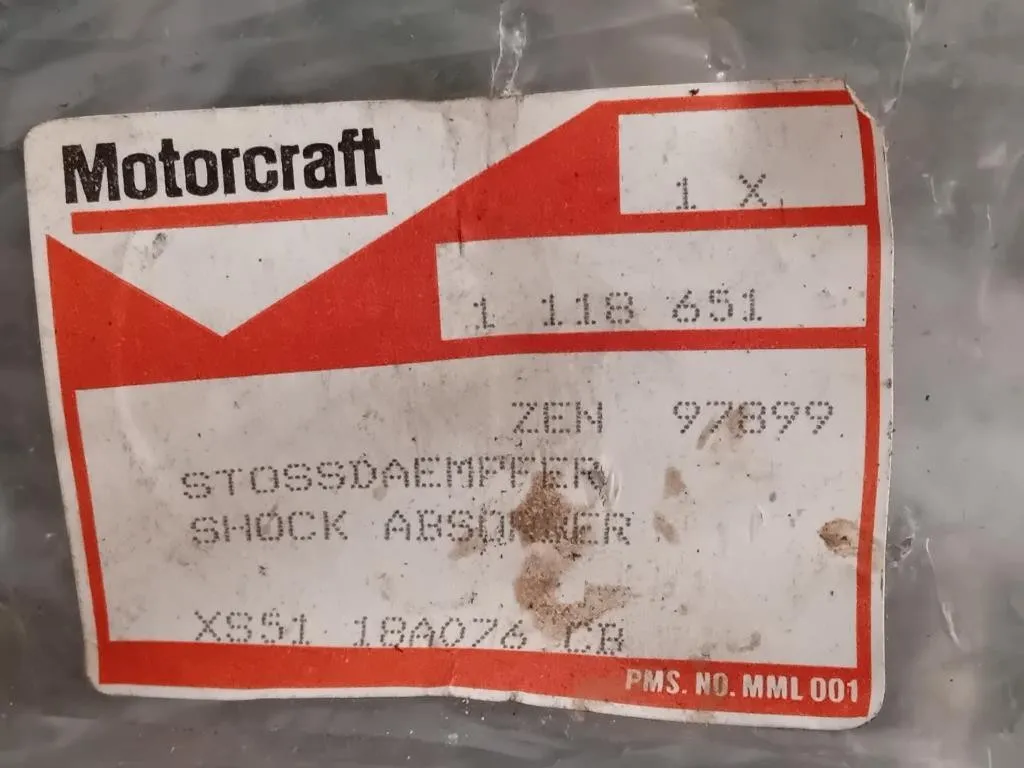 Motorcraft
1 X
1 118 651
ZEN 97899
STOSSDAEMPFER
SHOCK ABSORBER
XS51 18A076 CB
PMS. NO. MML 001